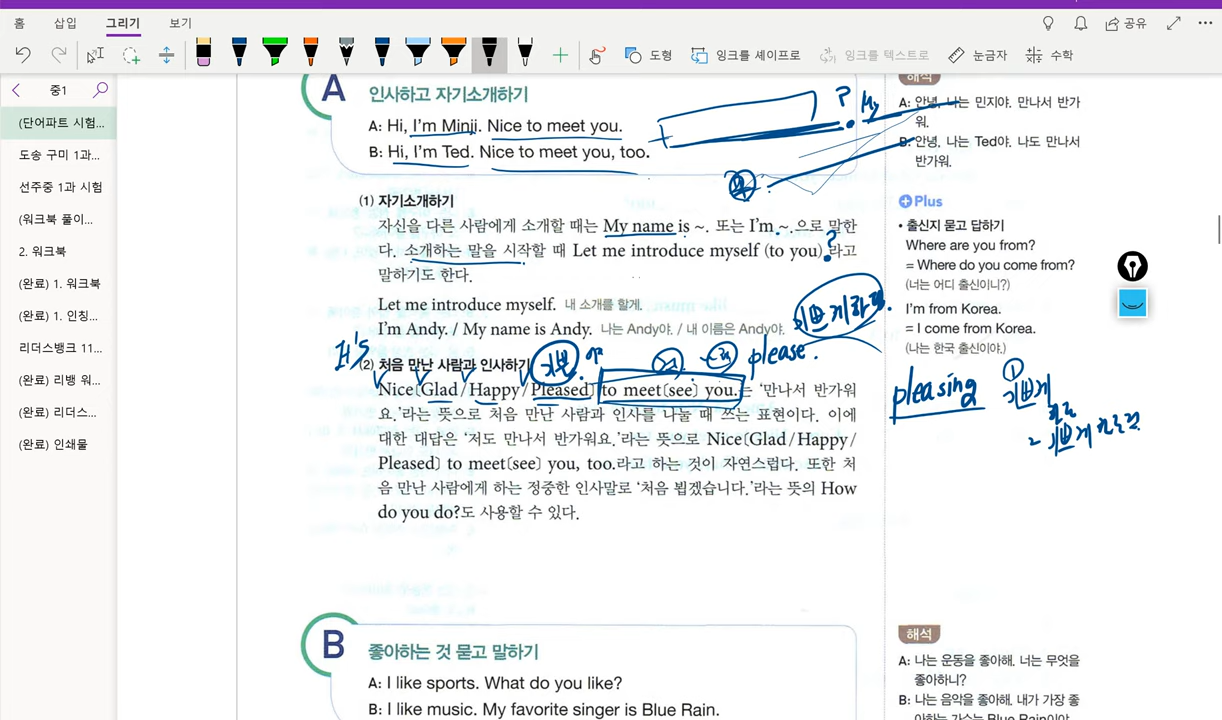 홈 삽입 그리기 보기
공유
도형 잉크를 셰이프로 잉크를 텍스트로 눈금자 수학
중1
(단어파트 시험...
도송 구미 1과...
선주중 1과 시험
(워크북 풀이...
2. 워크북
(완료) 1. 워크북
(완료) 1. 인칭...
리더스뱅크 11...
(완료) 리뱅 워...
(완료) 리더스...
(완료) 인쇄물
A 인사하고 자기소개하기
A: Hi, I'm Minji. Nice to meet you.
B: Hi, I'm Ted. Nice to meet you, too.
? My
(1) 자기소개하기
자신을 다른 사람에게 소개할 때는 My name is ~. 또는 I'm ~.으로 말한
다. 소개하는 말을 시작할 때 Let me introduce myself (to you).라고
?
말하기도 한다.
Let me introduce myself. 내 소개를 할게.
I'm Andy. / My name is Andy. 나는 Andy야. / 내 이름은 Andy야.
It's
please.
(2) 처음 만난 사람과 인사하기
Nice〔Glad / Happy / Pleased〕 to meet〔see〕 you.는 '만나서 반가워
요.'라는 뜻으로 처음 만난 사람과 인사를 나눌 때 쓰는 표현이다. 이에
대한 대답은 '저도 만나서 반가워요.'라는 뜻으로 Nice〔Glad / Happy /
Pleased〕 to meet〔see〕 you, too.라고 하는 것이 자연스럽다. 또한 처
음 만난 사람에게 하는 정중한 인사말로 '처음 뵙겠습니다.'라는 뜻의 How
do you do?도 사용할 수 있다.
해석
A: 안녕, 나는 민지야. 만나서 반가
워.
B: 안녕, 나는 Ted야. 나도 만나서
반가워.
Plus
• 출신지 묻고 답하기
Where are you from?
= Where do you come from?
(너는 어디 출신이니?)
I'm from Korea.
= I come from Korea.
(나는 한국 출신이야.)
pleasing ① 기쁘게
B 좋아하는 것 묻고 말하기
A: I like sports. What do you like?
B: I like music. My favorite singer is Blue Rain.
해석
A: 나는 운동을 좋아해. 너는 무엇을
좋아하니?
B: 나는 음악을 좋아해. 내가 가장 좋
아하는 가수는 Blue Rain이야